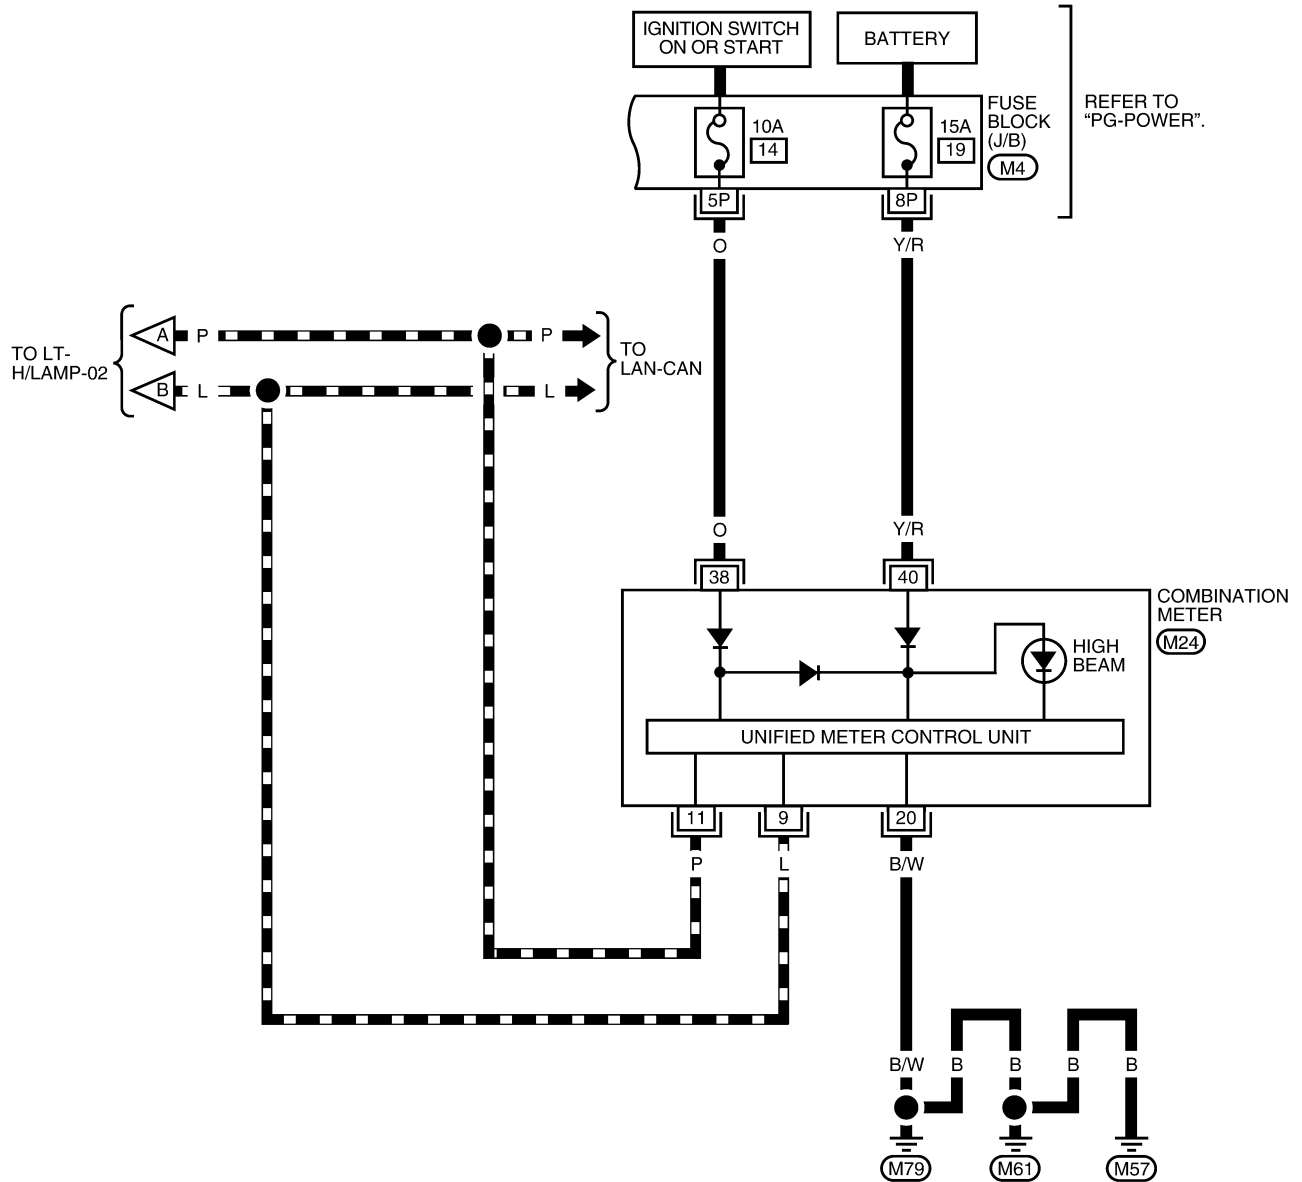 IGNITION SWITCH
ON OR START
BATTERY
FUSE
BLOCK
(J/B)
M4
REFER TO
“PG-POWER”.
10A
14
15A
19
5P
8P
O
Y/R
TO LT-
H/LAMP-02
A
P
P
B
L
L
TO
LAN-CAN
O
Y/R
38
40
COMBINATION
METER
M24
HIGH
BEAM
UNIFIED METER CONTROL UNIT
11
9
20
P
L
B/W
B/W
B
B
B
B
M79
M61
M57